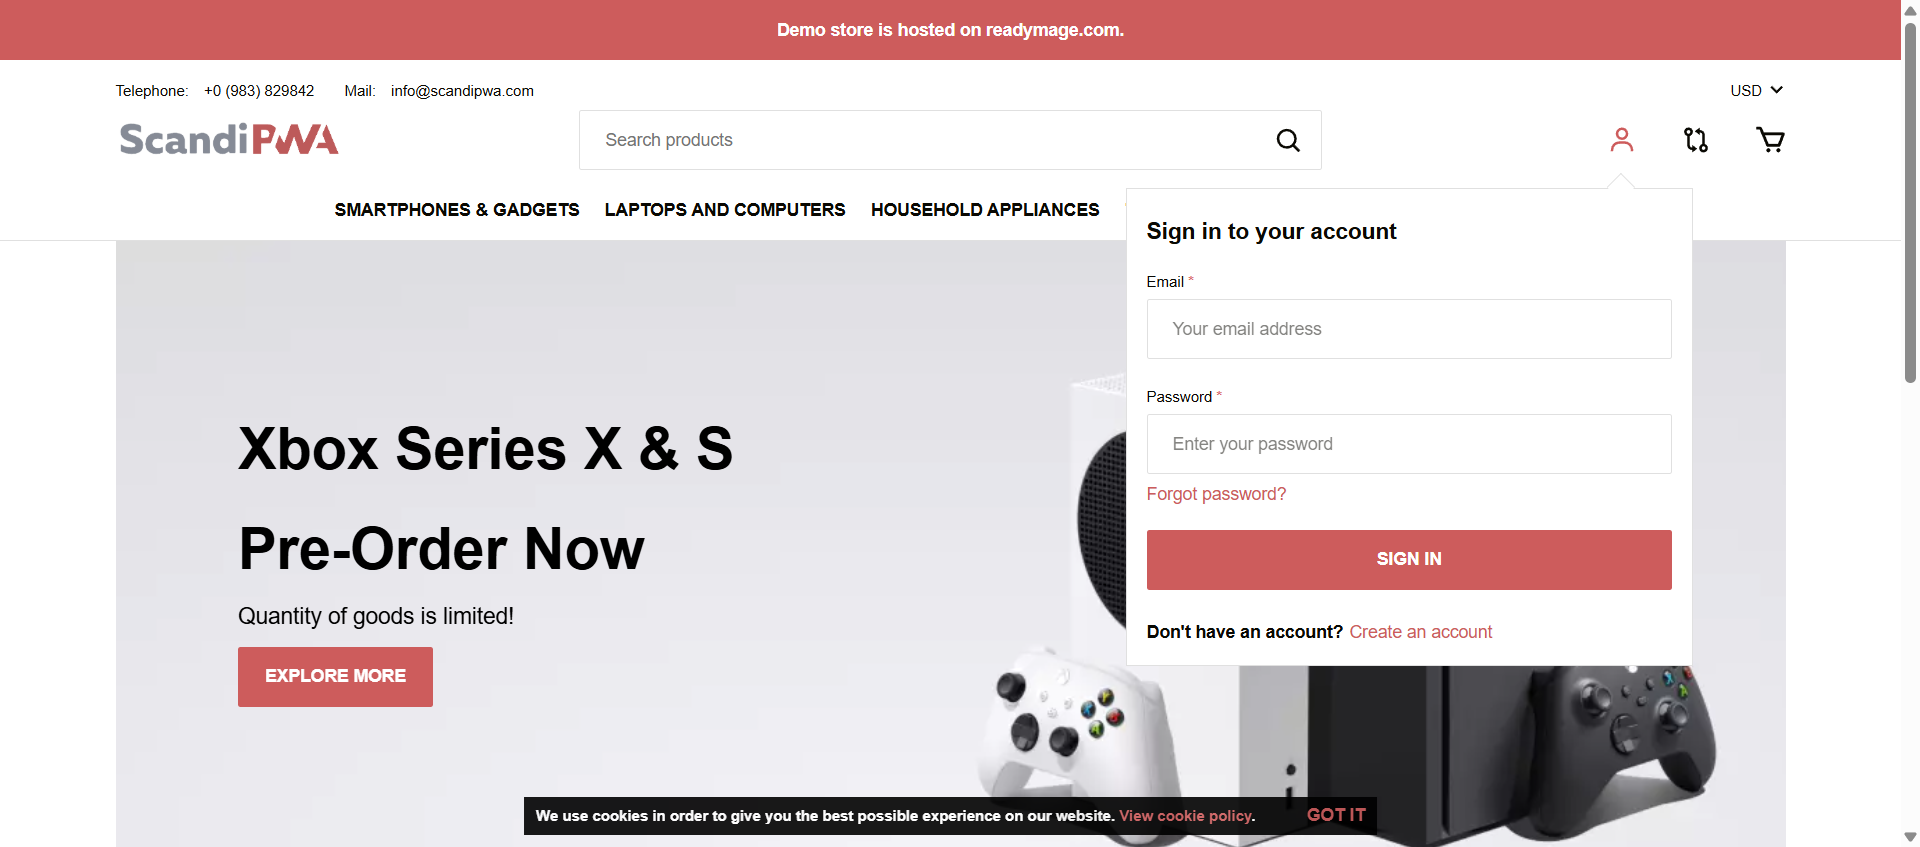 Demo store is hosted on readymage.com.
Telephone: +0 (983) 829842 Mail: info@scandipwa.com
USD
ScandiPWA
Search products
SMARTPHONES & GADGETS LAPTOPS AND COMPUTERS HOUSEHOLD APPLIANCES
Sign in to your account
Email *
Your email address
Password *
Enter your password
Forgot password?
SIGN IN
Don't have an account? Create an account
Xbox Series X & S
Pre-Order Now
Quantity of goods is limited!
EXPLORE MORE
Y
X
B
A
We use cookies in order to give you the best possible experience on our website. View cookie policy. GOT IT